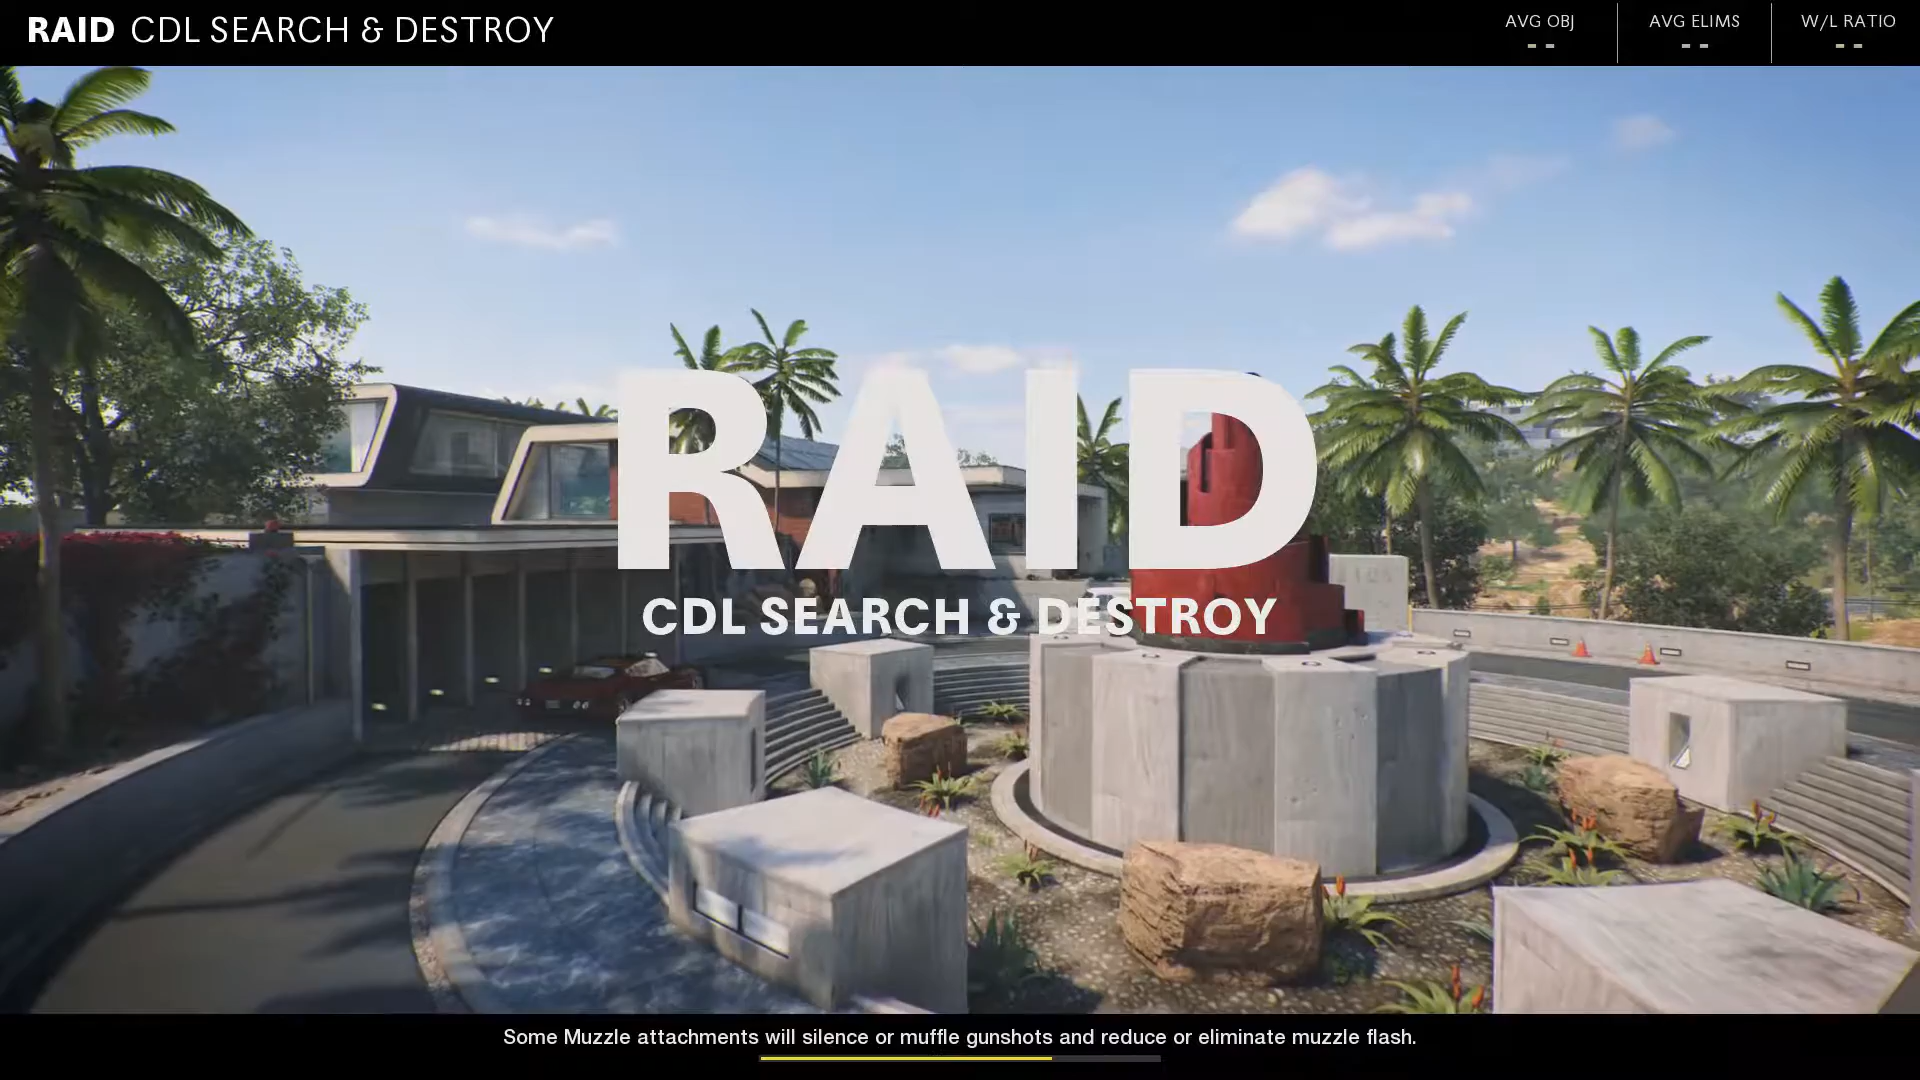 RAID CDL SEARCH & DESTROY
AVG OBJ
--
AVG ELIMS
--
W/L RATIO
--
RAID
CDL SEARCH & DESTROY
Some Muzzle attachments will silence or muffle gunshots and reduce or eliminate muzzle flash.